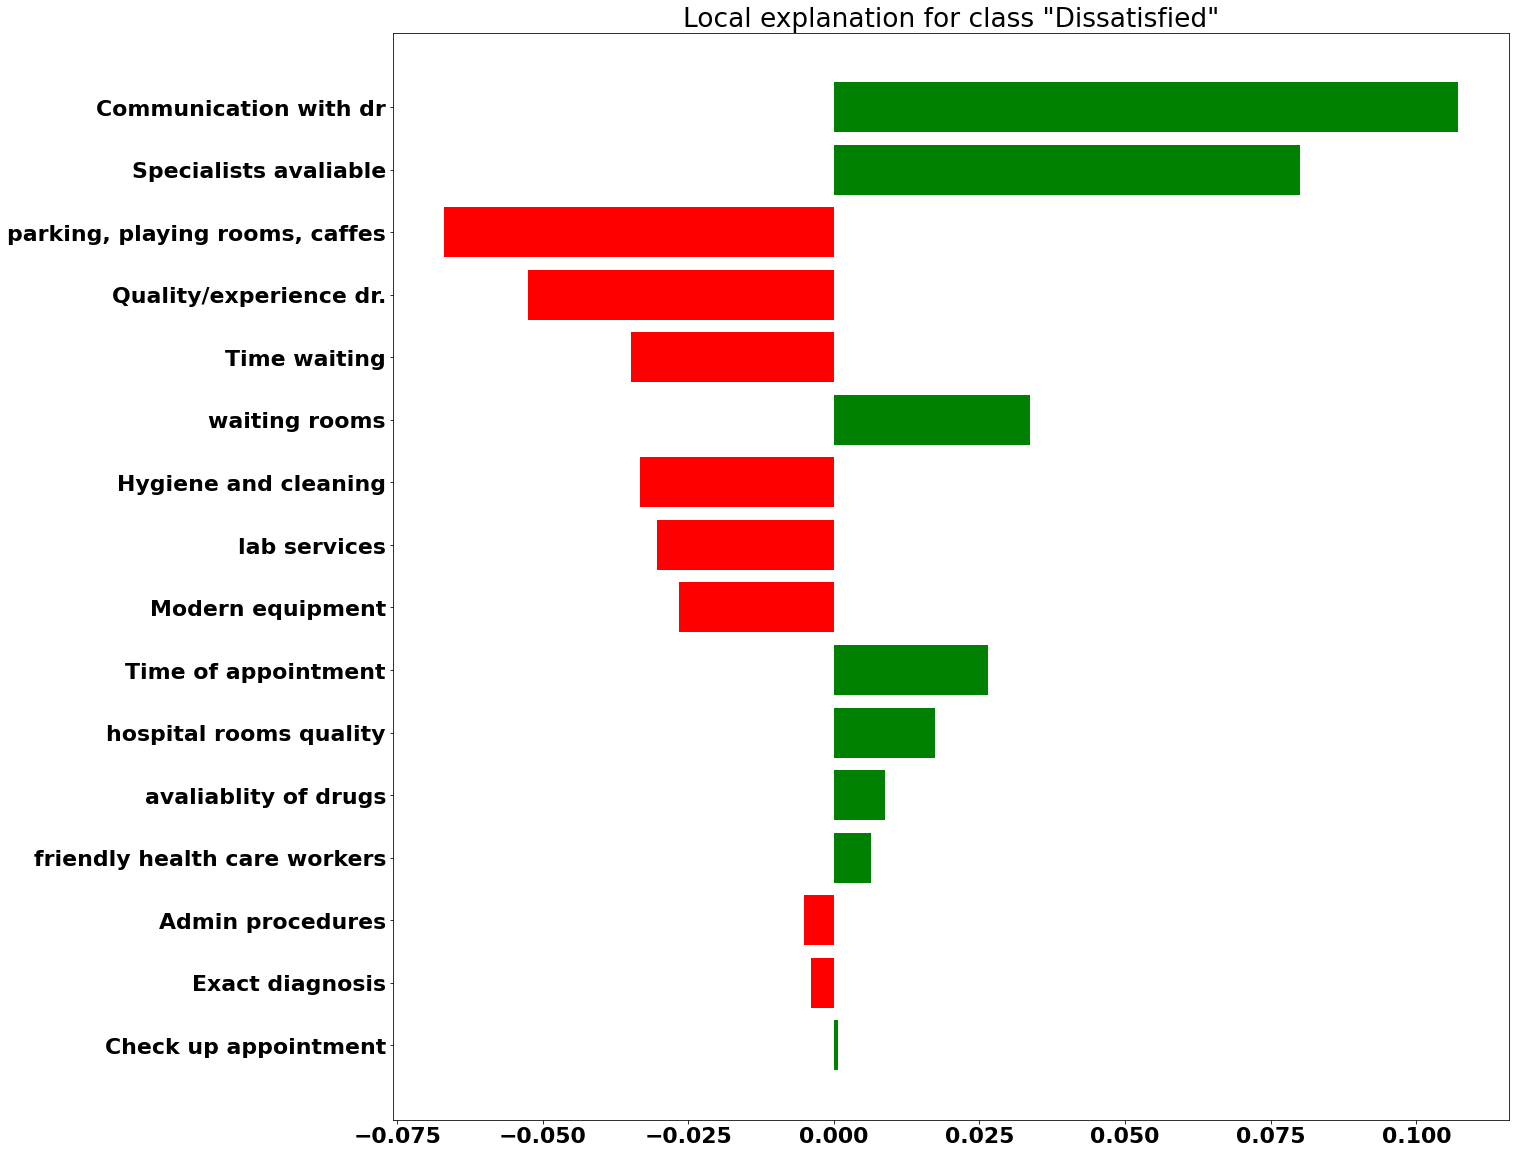 Local explanation for class "Dissatisfied"
Communication with dr
Specialists avaliable
parking, playing rooms, caffes
Quality/experience dr.
Time waiting
waiting rooms
Hygiene and cleaning
lab services
Modern equipment
Time of appointment
hospital rooms quality
avaliablity of drugs
friendly health care workers
Admin procedures
Exact diagnosis
Check up appointment
−0.075 −0.050 −0.025 0.000 0.025 0.050 0.075 0.100